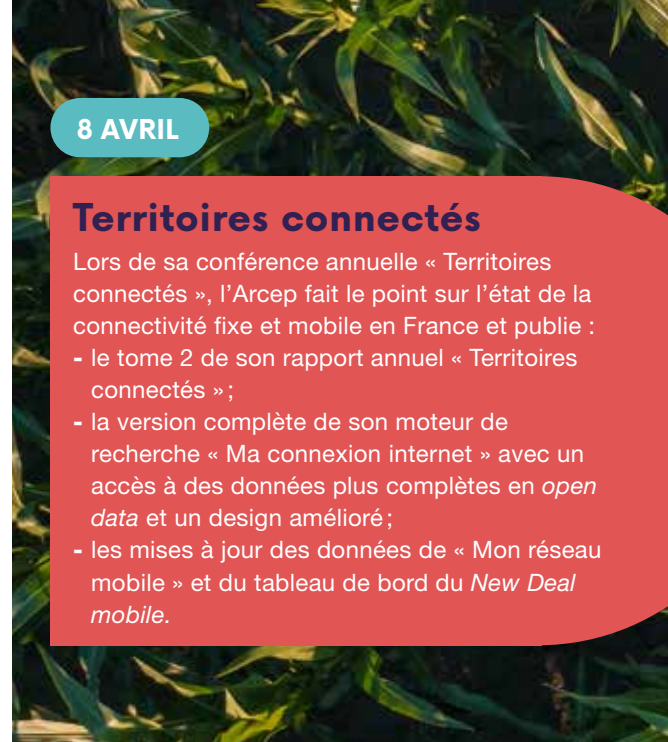 8 AVRIL
Territoires connectés
Lors de sa conférence annuelle « Territoires
connectés », l’Arcep fait le point sur l’état de la
connectivité fixe et mobile en France et publie :
- le tome 2 de son rapport annuel « Territoires
connectés » ;
- la version complète de son moteur de
recherche « Ma connexion internet » avec un
accès à des données plus complètes en open
data et un design amélioré ;
- les mises à jour des données de « Mon réseau
mobile » et du tableau de bord du New Deal
mobile.